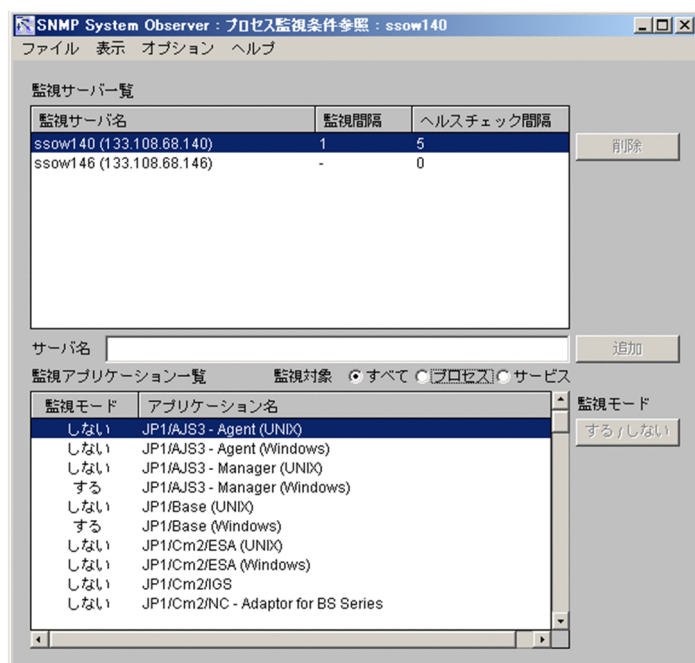 SNMP System Observer : プロセス監視条件参照 : ssow140
ファイル 表示 オプション ヘルプ
監視サーバ一覧
監視サーバ名 監視間隔 ヘルスチェック間隔
ssow140 (133.108.68.140) 1 5
削除
ssow146 (133.108.68.146) - 0
サーバ名 追加
監視アプリケーション一覧 監視対象 すべて プロセス サービス
監視モード アプリケーション名 監視モード
しない JP1/AJS3 - Agent (UNIX) する/しない
しない JP1/AJS3 - Agent (Windows)
しない JP1/AJS3 - Manager (UNIX)
する JP1/AJS3 - Manager (Windows)
しない JP1/Base (UNIX)
する JP1/Base (Windows)
しない JP1/Cm2/ESA (UNIX)
しない JP1/Cm2/ESA (Windows)
しない JP1/Cm2/IGS
しない JP1/Cm2/NC - Adaptor for BS Series